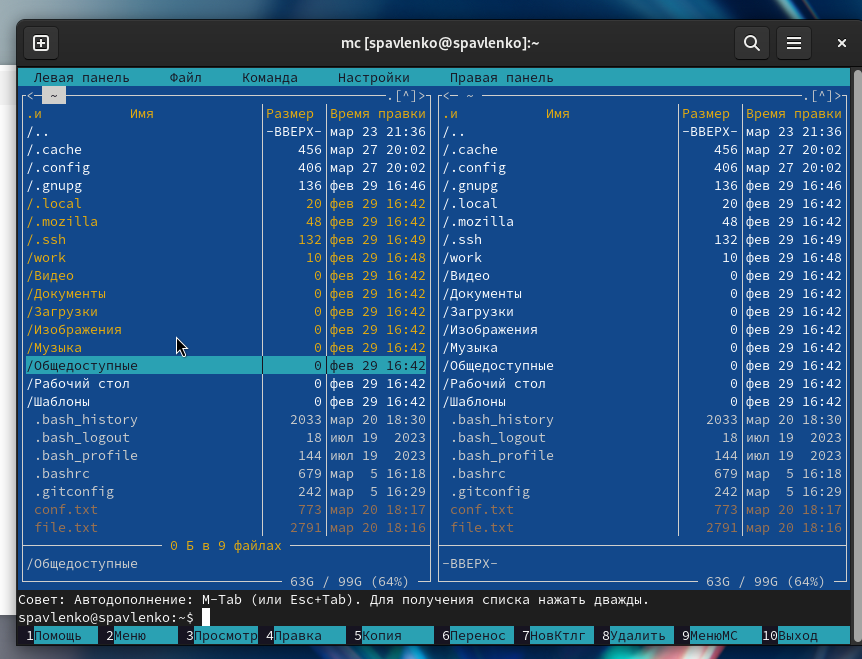 mc [spavlenko@spavlenko]:~
Левая панель Файл Команда Настройки Правая панель
<- ~ .[^]> <- ~ .[^]>
.и Имя Размер Время правки .и Имя Размер Время правки
/.. -ВВЕРХ- мар 23 21:36 /.. -ВВЕРХ- мар 23 21:36
/.cache 456 мар 27 20:02 /.cache 456 мар 27 20:02
/.config 406 мар 27 20:02 /.config 406 мар 27 20:02
/.gnupg 136 фев 29 16:46 /.gnupg 136 фев 29 16:46
/.local 20 фев 29 16:42 /.local 20 фев 29 16:42
/.mozilla 48 фев 29 16:42 /.mozilla 48 фев 29 16:42
/.ssh 132 фев 29 16:49 /.ssh 132 фев 29 16:49
/work 10 фев 29 16:48 /work 10 фев 29 16:48
/Видео 0 фев 29 16:42 /Видео 0 фев 29 16:42
/Документы 0 фев 29 16:42 /Документы 0 фев 29 16:42
/Загрузки 0 фев 29 16:42 /Загрузки 0 фев 29 16:42
/Изображения 0 фев 29 16:42 /Изображения 0 фев 29 16:42
/Музыка 0 фев 29 16:42 /Музыка 0 фев 29 16:42
/Общедоступные 0 фев 29 16:42 /Общедоступные 0 фев 29 16:42
/Рабочий стол 0 фев 29 16:42 /Рабочий стол 0 фев 29 16:42
/Шаблоны 0 фев 29 16:42 /Шаблоны 0 фев 29 16:42
.bash_history 2033 мар 20 18:30 .bash_history 2033 мар 20 18:30
.bash_logout 18 июл 19 2023 .bash_logout 18 июл 19 2023
.bash_profile 144 июл 19 2023 .bash_profile 144 июл 19 2023
.bashrc 679 мар 5 16:18 .bashrc 679 мар 5 16:18
.gitconfig 242 мар 5 16:29 .gitconfig 242 мар 5 16:29
conf.txt 773 мар 20 18:17 conf.txt 773 мар 20 18:17
file.txt 2791 мар 20 18:16 file.txt 2791 мар 20 18:16
0 Б в 9 файлах
/Общедоступные -ВВЕРХ-
63G / 99G (64%) 63G / 99G (64%)
Совет: Автодополнение: M-Tab (или Esc+Tab). Для получения списка нажать дважды.
spavlenko@spavlenko:~$
1Помощь 2Меню 3Просмотр 4Правка 5Копия 6Перенос 7НовКтлг 8Удалить 9МенюМС 10Выход